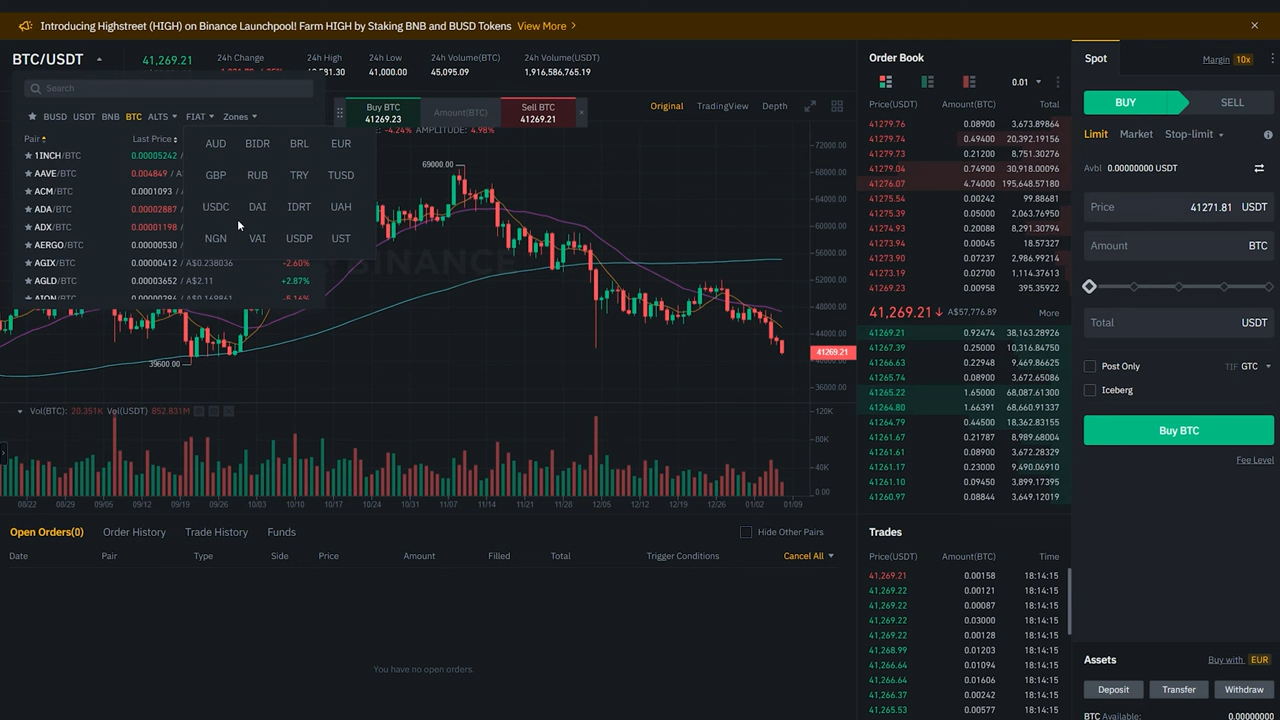 Introducing Highstreet (HIGH) on Binance Launchpool! Farm HIGH by Staking BNB and BUSD Tokens View More
BTC/USDT 41,269.21 24h Change 24h High 24h Low 41,000.00 24h Volume(BTC) 45,095.09 24h Volume(USDT) 1,916,586,765.19
Search
BUSD USDT BNB BTC ALTS FIAT Zones
Pair Last Price
1INCH/BTC 0.00005242 /
AAVE/BTC 0.004849 / A
ACM/BTC 0.0001093 /
ADA/BTC 0.00002887 /
ADX/BTC 0.00001198 /
AERGO/BTC 0.00000530 /
AGIX/BTC 0.00000412 / A$0.238036 -2.60%
AGLD/BTC 0.00003652 / A$2.11 +2.87%
AION/BTC 0.00000294 / A$0.169861 -5.16%
AUD BIDR BRL EUR
GBP RUB TRY TUSD
USDC DAI IDRT UAH
NGN VAI USDP UST
Buy BTC 41269.23 Amount(BTC) Sell BTC 41269.21
Original TradingView Depth
-4.24% AMPLITUDE: 4.98%
69000.00
BINANCE
39600.00
72000.00
68000.00
64000.00
60000.00
56000.00
52000.00
48000.00
44000.00
41269.21
40000.00
36000.00
Vol(BTC): 20.351K Vol(USDT) 852.831M
120K
80K
40K
0.00
08/22 08/29 09/05 09/12 09/19 09/26 10/03 10/10 10/17 10/24 10/31 11/07 11/14 11/21 11/28 12/05 12/12 12/19 12/26 01/02 01/09
Open Orders(0) Order History Trade History Funds Hide Other Pairs
Date Pair Type Side Price Amount Filled Total Trigger Conditions Cancel All
You have no open orders.
Order Book
0.01
Price(USDT) Amount(BTC) Total
41279.76 0.08900 3,673.89864
41279.74 0.49400 20,392.19156
41279.73 0.21200 8,751.30276
41279.04 0.74900 30,918.00096
41276.07 4.74000 195,648.57180
41275.54 0.00242 99.88681
41275.39 0.05000 2,063.76950
41274.93 0.20088 8,291.30794
41273.94 0.00045 18.57327
41273.90 0.07237 2,986.99214
41273.19 0.02700 1,114.37613
41269.22 0.00958 395.35922
41,269.21 A$57,776.89 More
41269.21 0.92474 38,163.28926
41267.39 0.25000 10,316.84750
41266.63 0.22948 9,469.86625
41265.74 0.08900 3,672.65086
41265.22 1.65000 68,087.61300
41264.80 1.66391 68,660.91337
41264.79 0.44500 18,362.83155
41261.67 0.21787 8,989.68004
41261.61 0.08900 3,672.28329
41261.17 0.23000 9,490.06910
41261.10 0.09450 3,899.17395
41260.97 0.08844 3,649.12019
Trades
Price(USDT) Amount(BTC) Time
41,269.21 0.00158 18:14:15
41,269.22 0.00121 18:14:15
41,269.22 0.00087 18:14:15
41,269.22 0.03000 18:14:15
41,269.22 0.00128 18:14:15
41,268.99 0.01203 18:14:15
41,266.64 0.01094 18:14:15
41,266.64 0.01606 18:14:15
41,266.37 0.00242 18:14:15
41,265.53 0.00577 18:14:15
Spot Margin 10x
BUY SELL
Limit Market Stop-limit
Avbl 0.00000000 USDT
Price 41271.81 USDT
Amount BTC
Total USDT
Post Only TIF GTC
Iceberg
Buy BTC
Fee Level
Assets Buy with EUR
Deposit Transfer Withdraw
BTC Available: 0.00000000